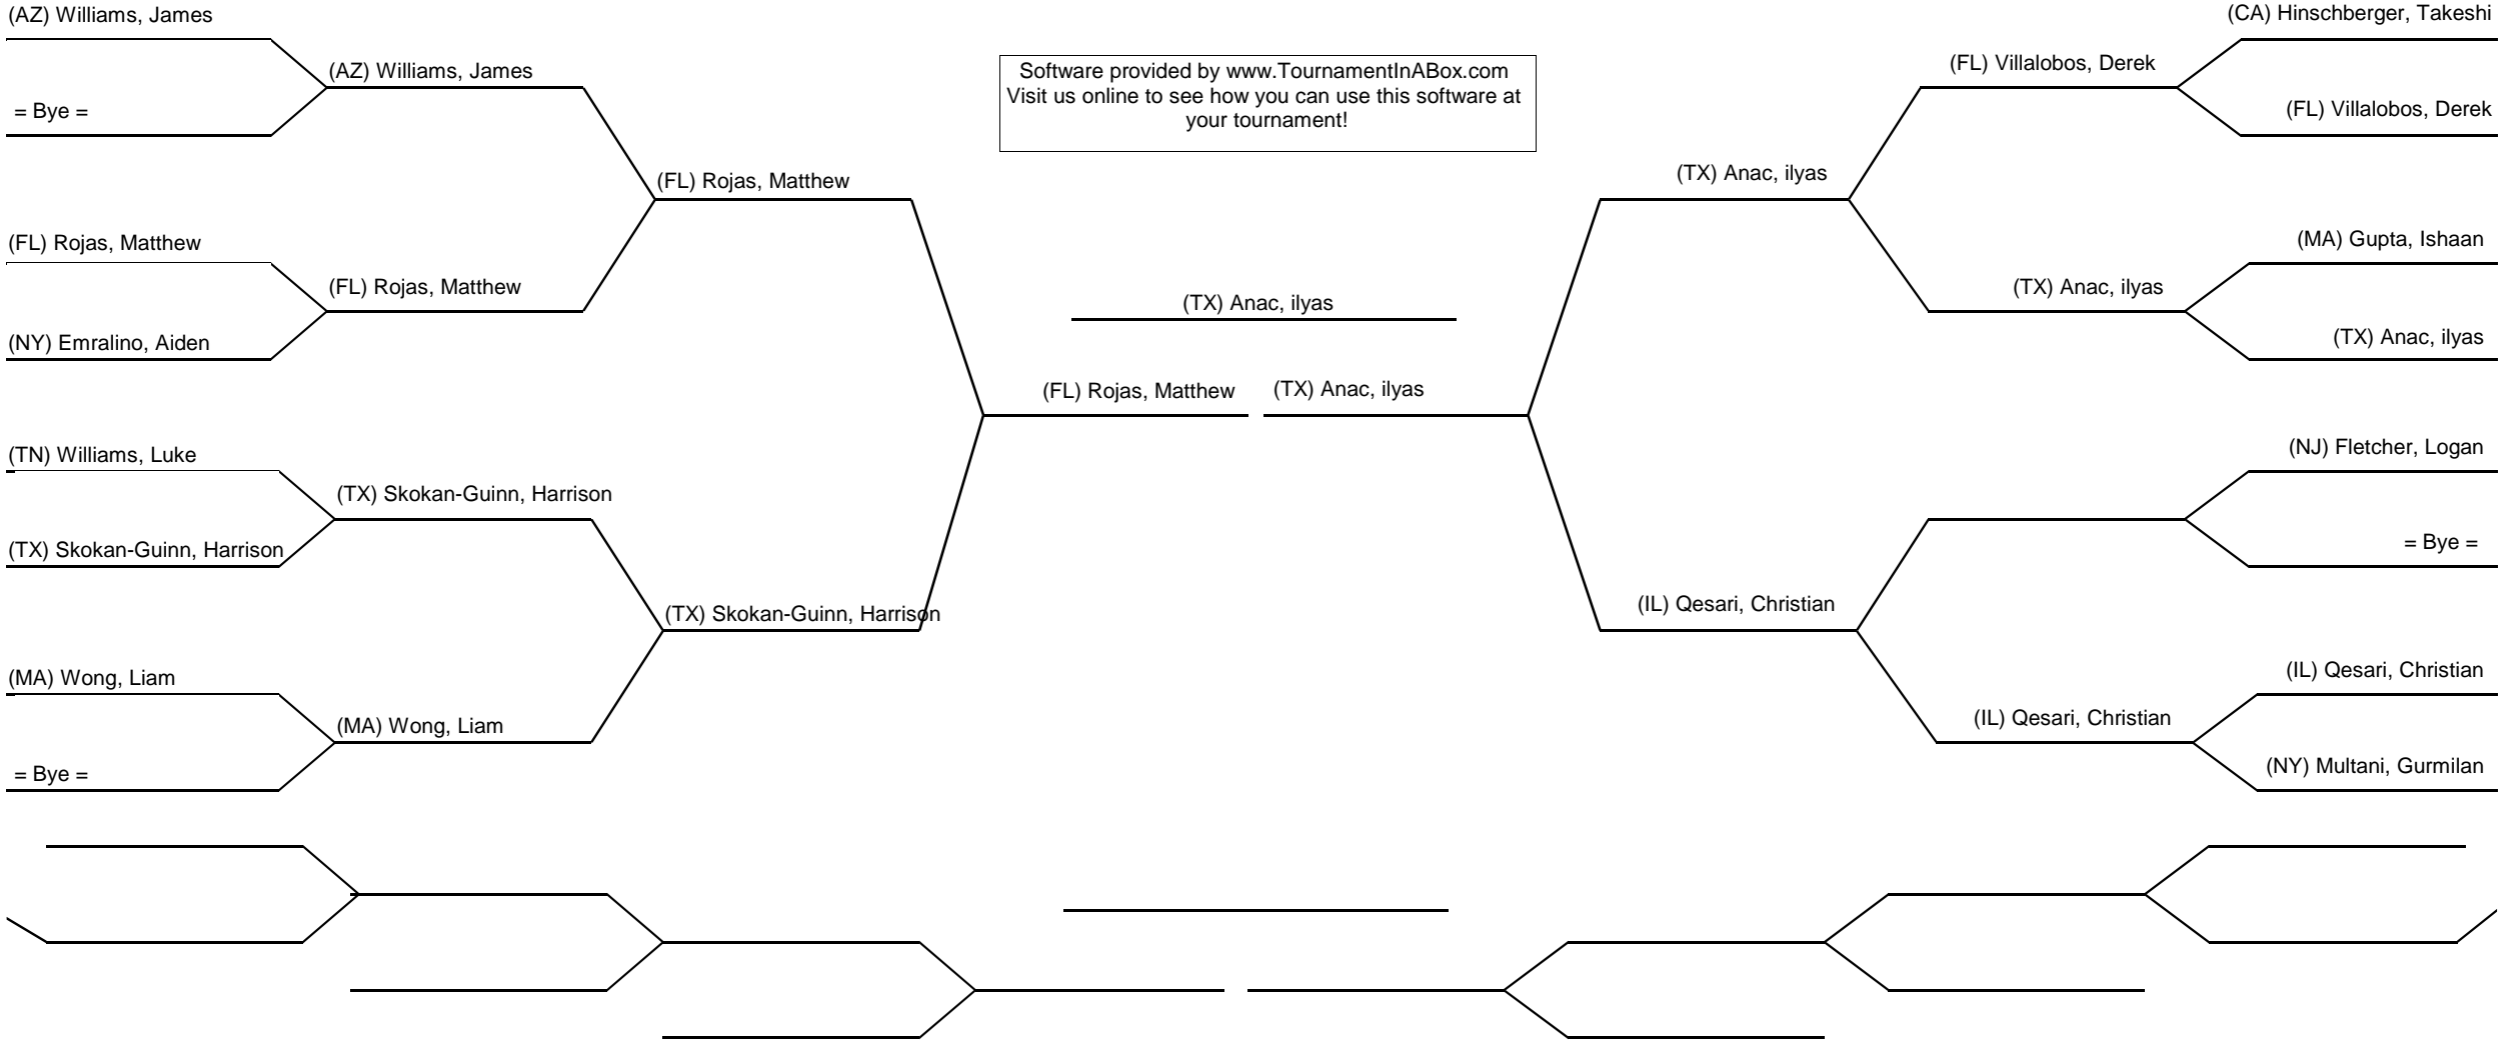 (AZ) Williams, James
= Bye =
(FL) Rojas, Matthew
(NY) Emralino, Aiden
(TN) Williams, Luke
(TX) Skokan-Guinn, Harrison
(MA) Wong, Liam
= Bye =
(AZ) Williams, James
(FL) Rojas, Matthew
(TX) Skokan-Guinn, Harrison
(MA) Wong, Liam
(FL) Rojas, Matthew
(TX) Skokan-Guinn, Harrison
Software provided by www.TournamentInABox.com
Visit us online to see how you can use this software at
your tournament!
(TX) Anac, ilyas
(FL) Rojas, Matthew
(TX) Anac, ilyas
(TX) Anac, ilyas
(IL) Qesari, Christian
(FL) Villalobos, Derek
(TX) Anac, ilyas
(IL) Qesari, Christian
(CA) Hinschberger, Takeshi
(FL) Villalobos, Derek
(MA) Gupta, Ishaan
(TX) Anac, ilyas
(NJ) Fletcher, Logan
= Bye =
(IL) Qesari, Christian
(NY) Multani, Gurmilan